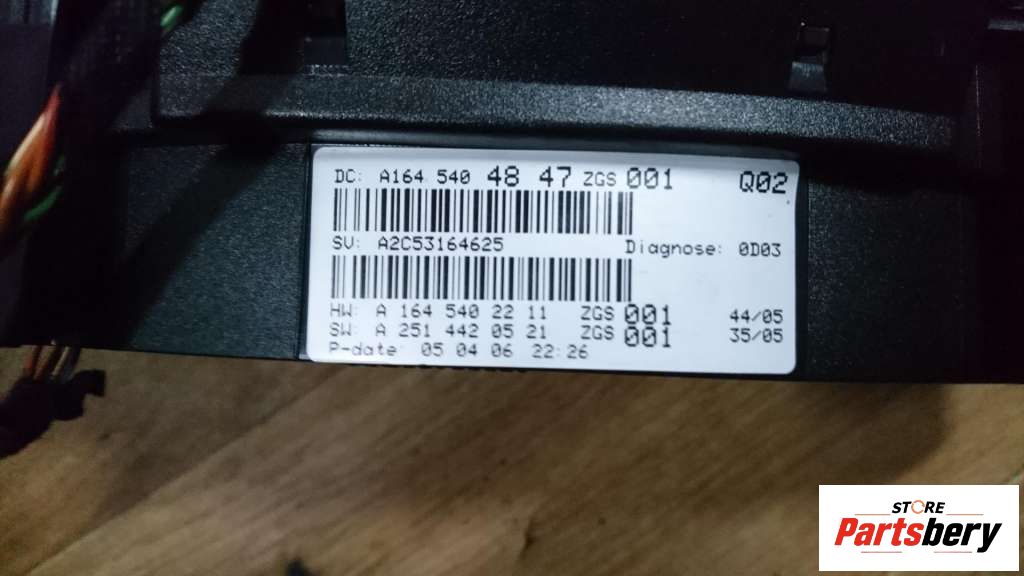 DC: A164 540 48 47 ZGS 001 Q02
SV: A2C53164625 Diagnose: 0D03
HW: A 164 540 22 11 ZGS 001 44/05
SW: A 251 442 05 21 ZGS 001 35/05
P-date: 05 04 06 22:26
STORE
Partsbery